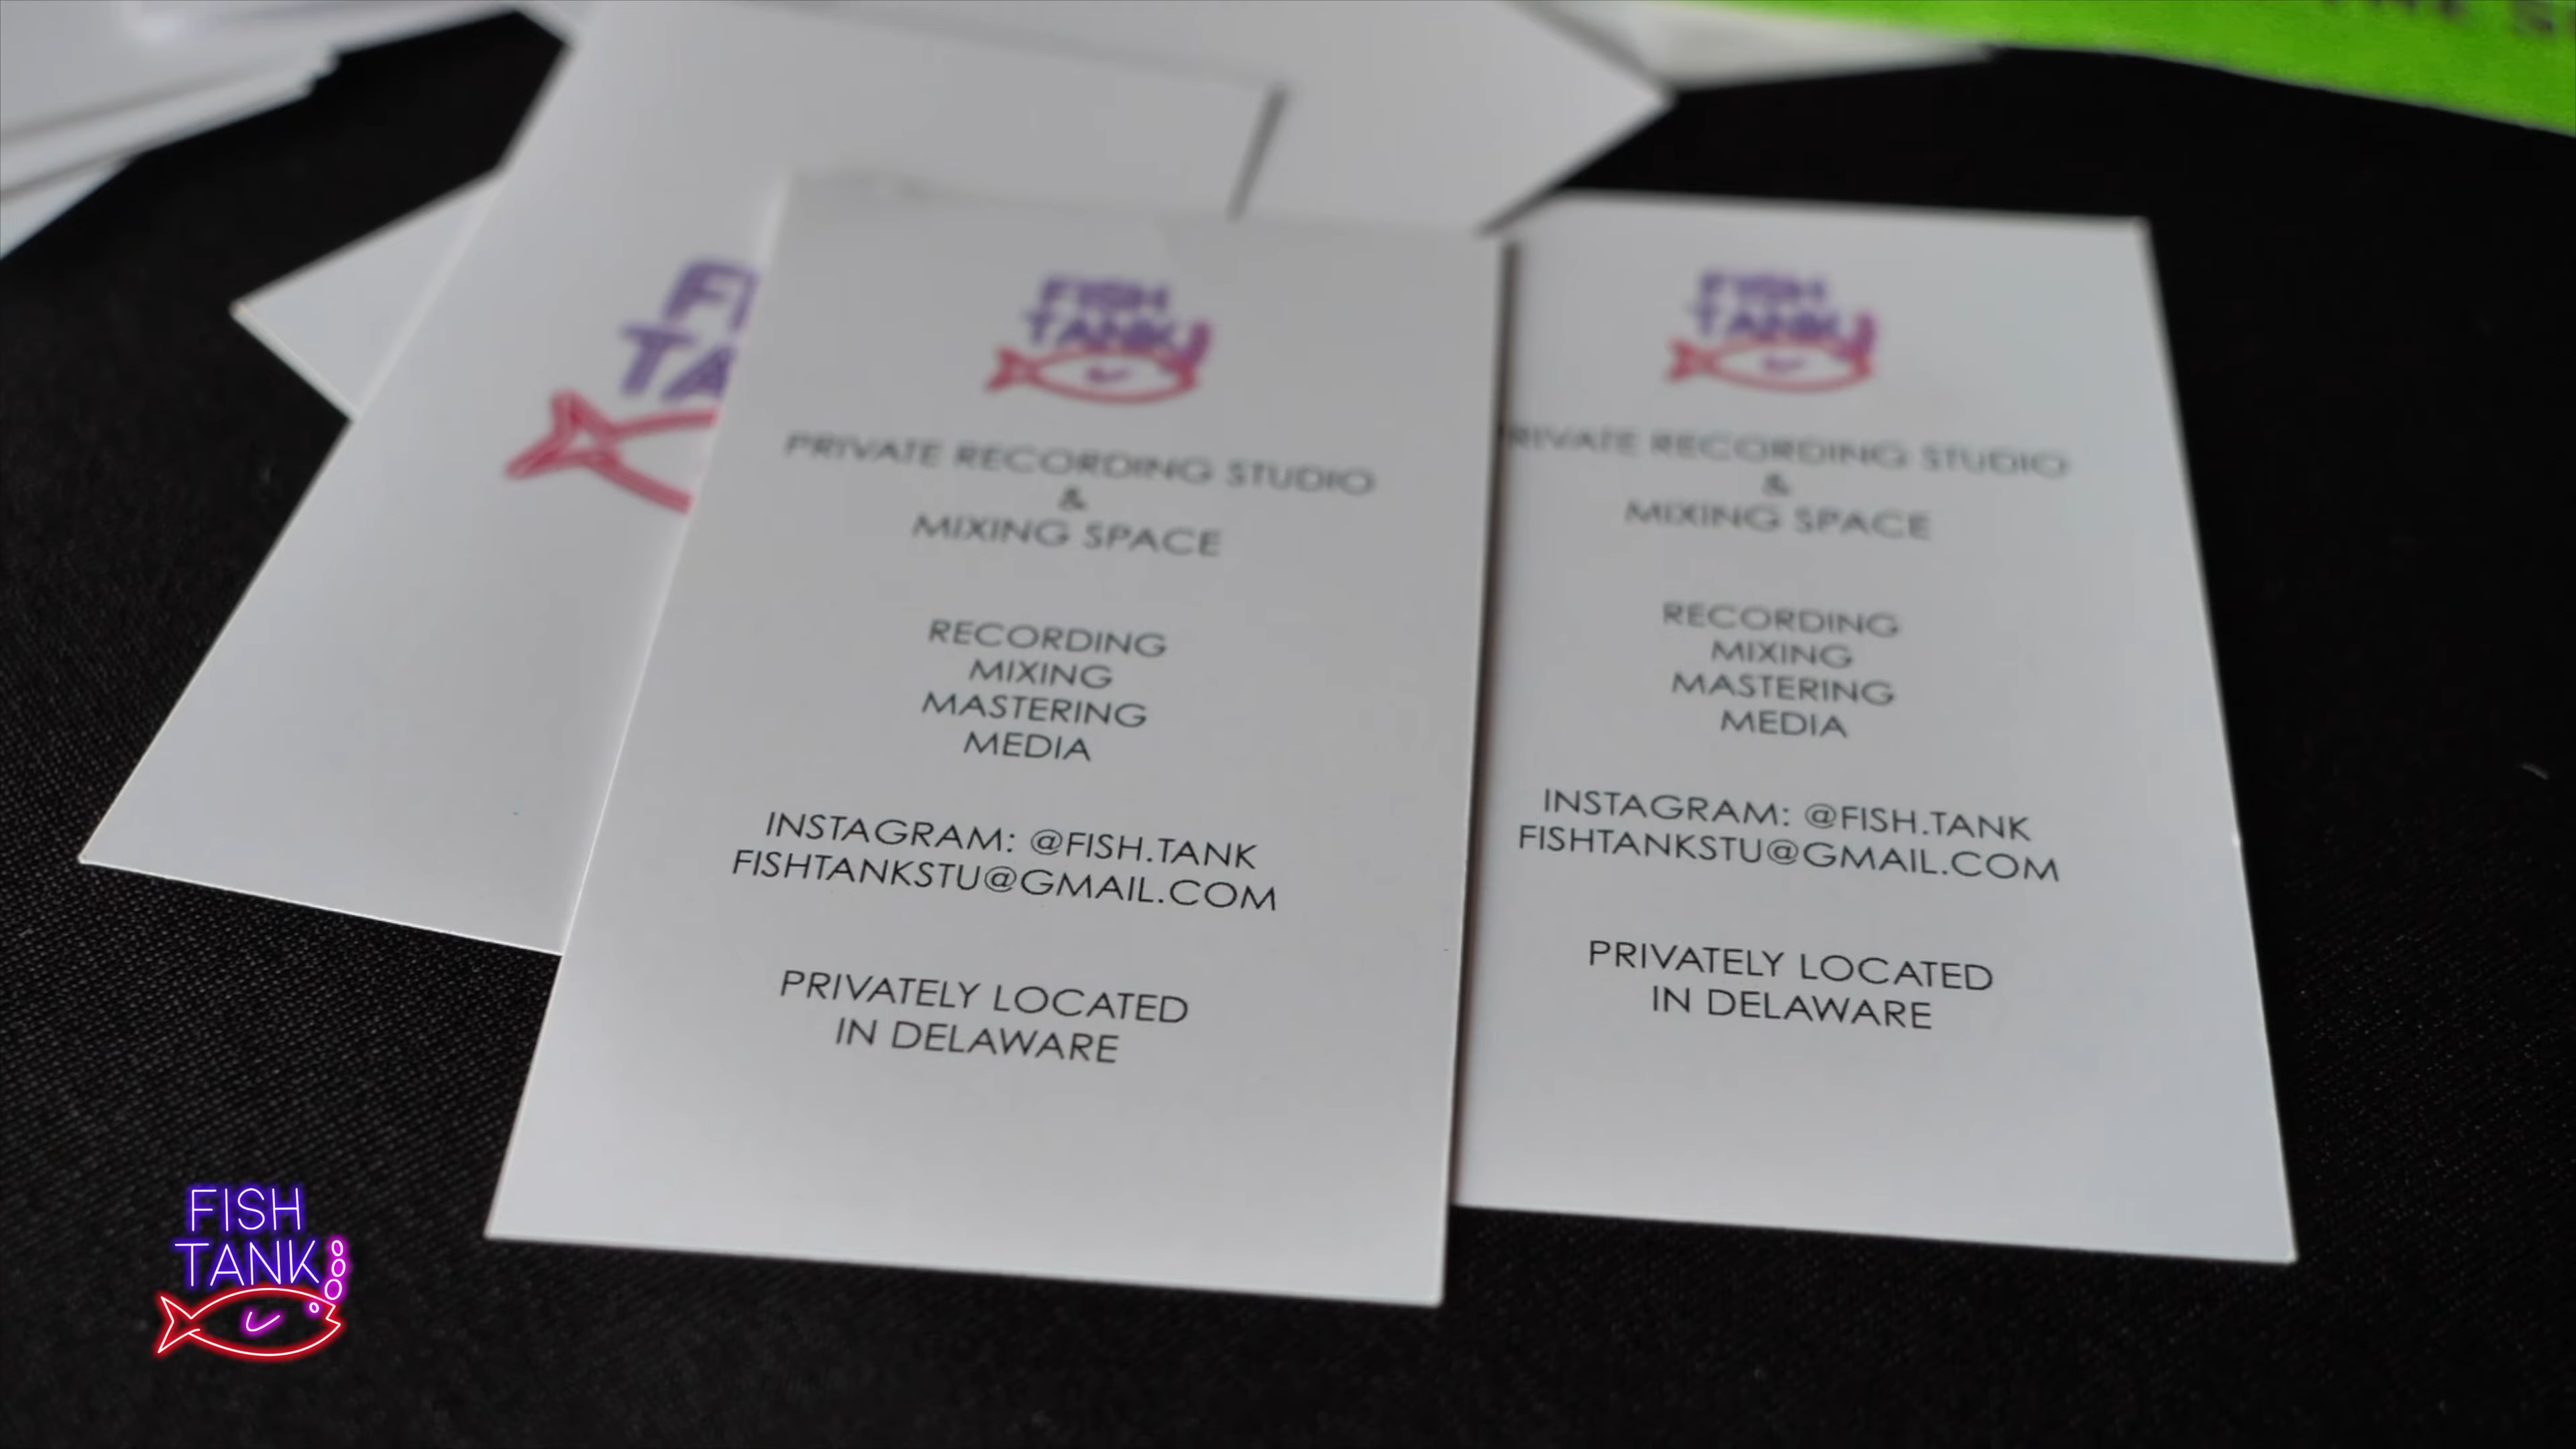 FISH
TANK
PRIVATE RECORDING STUDIO
&
MIXING SPACE
RECORDING
MIXING
MASTERING
MEDIA
INSTAGRAM: @FISH.TANK
FISHTANKSTU@GMAIL.COM
PRIVATELY LOCATED
IN DELAWARE
FISH
TANK
RIVATE RECORDING STUDIO
&
MIXING SPACE
RECORDING
MIXING
MASTERING
MEDIA
INSTAGRAM: @FISH.TANK
FISHTANKSTU@GMAIL.COM
PRIVATELY LOCATED
IN DELAWARE
FI
TA
FISH
TANK